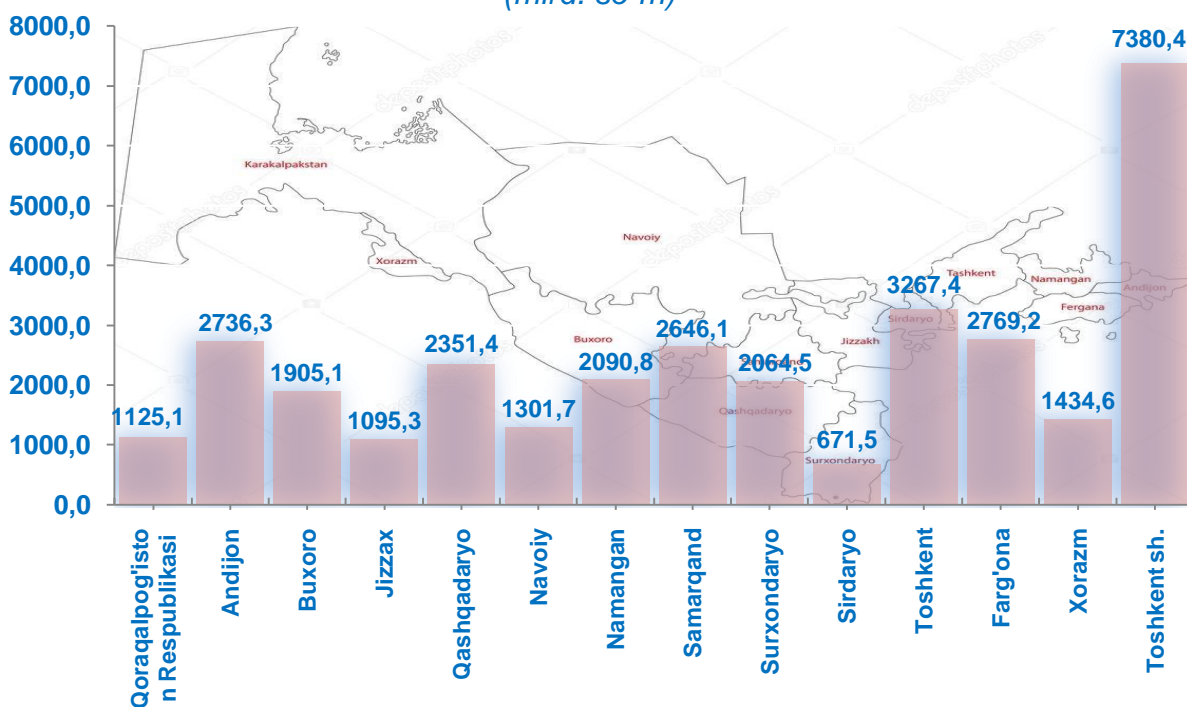 (mlrd. so'm)
8000,0
7000,0
6000,0
5000,0
4000,0
3000,0
2000,0
1000,0
0,0
1125,1
2736,3
1905,1
1095,3
2351,4
1301,7
2090,8
2646,1
2064,5
671,5
3267,4
2769,2
1434,6
7380,4
Karakalpakstan
Xorazm
Navoiy
Buxoro
Qashqadaryo
Surxondaryo
Jizzakh
Sirdaryo
Tashkent
Namangan
Fergana
Andijon
depositphotos
Qoraqalpog'isto
n Respublikasi
Andijon
Buxoro
Jizzax
Qashqadaryo
Navoiy
Namangan
Samarqand
Surxondaryo
Sirdaryo
Toshkent
Farg'ona
Xorazm
Toshkent sh.